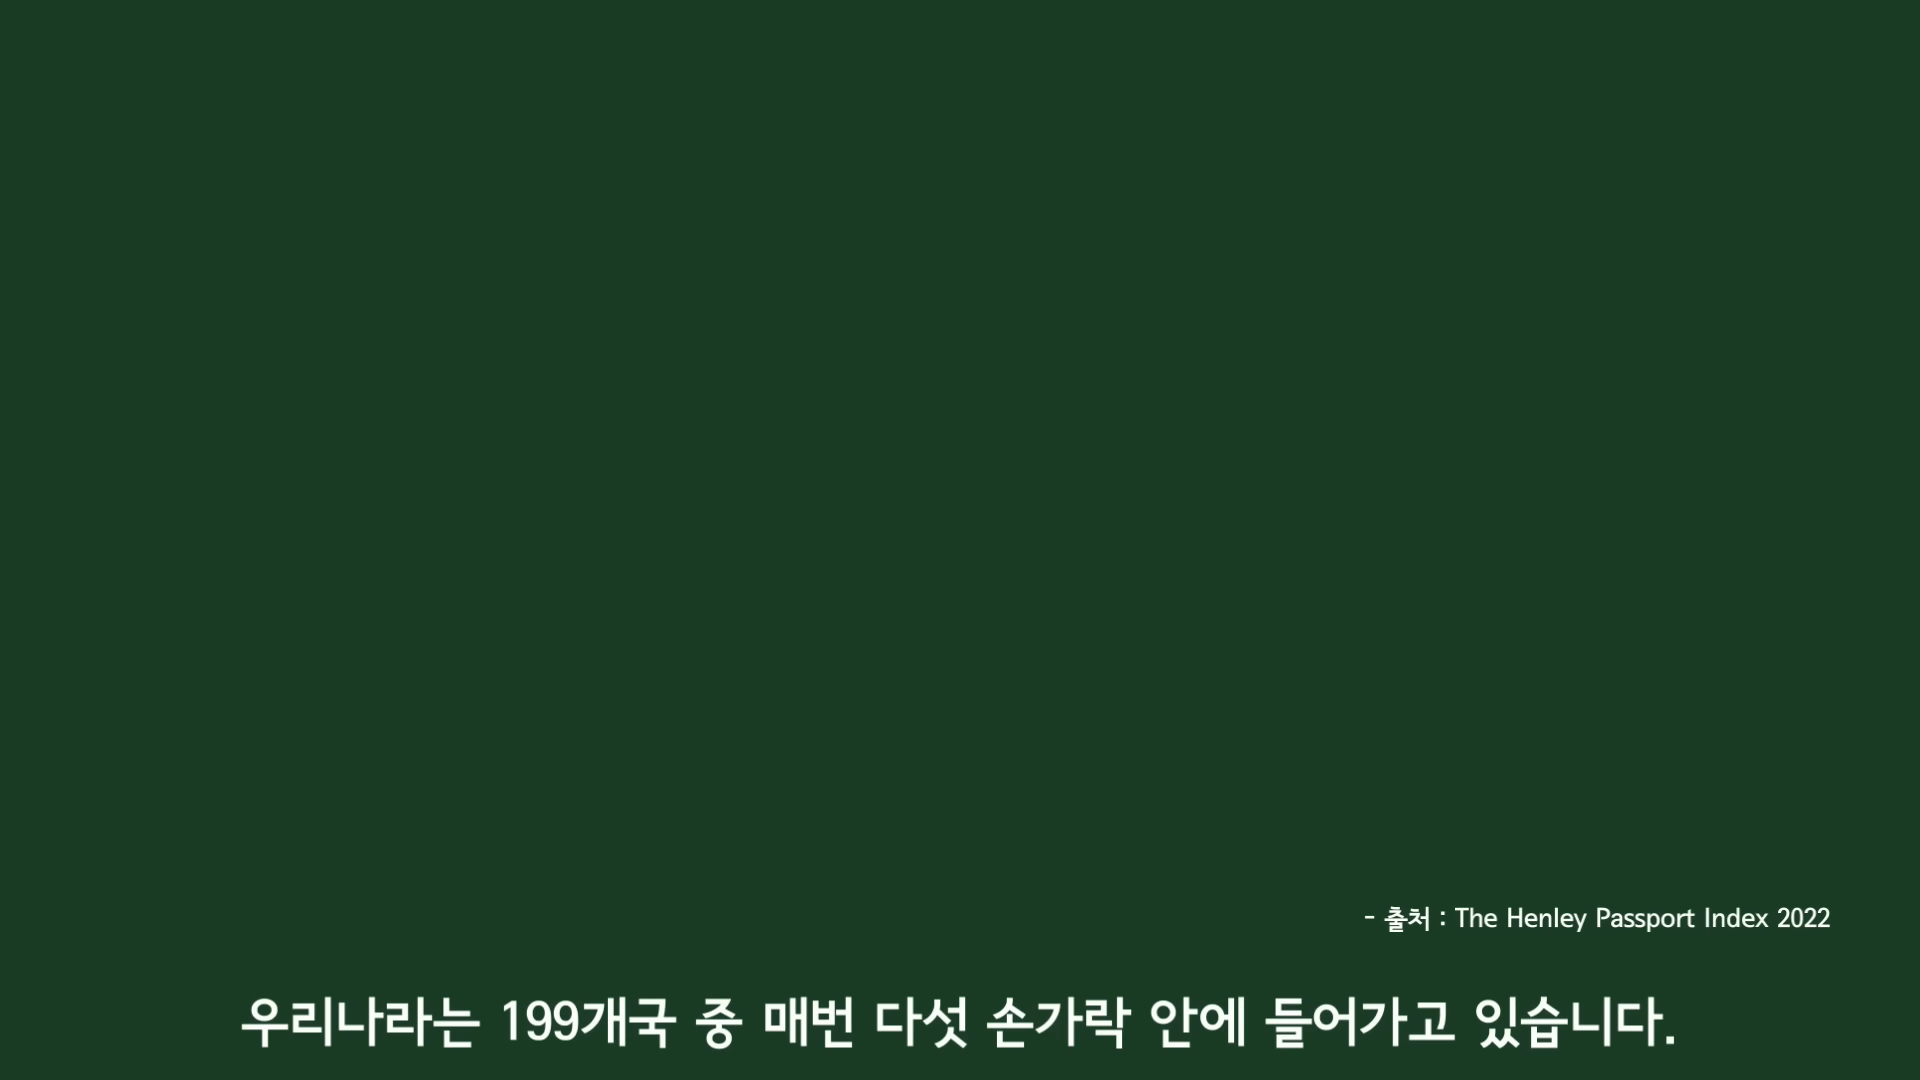 - 출처 : The Henley Passport Index 2022
우리나라는 199개국 중 매번 다섯 손가락 안에 들어가고 있습니다.